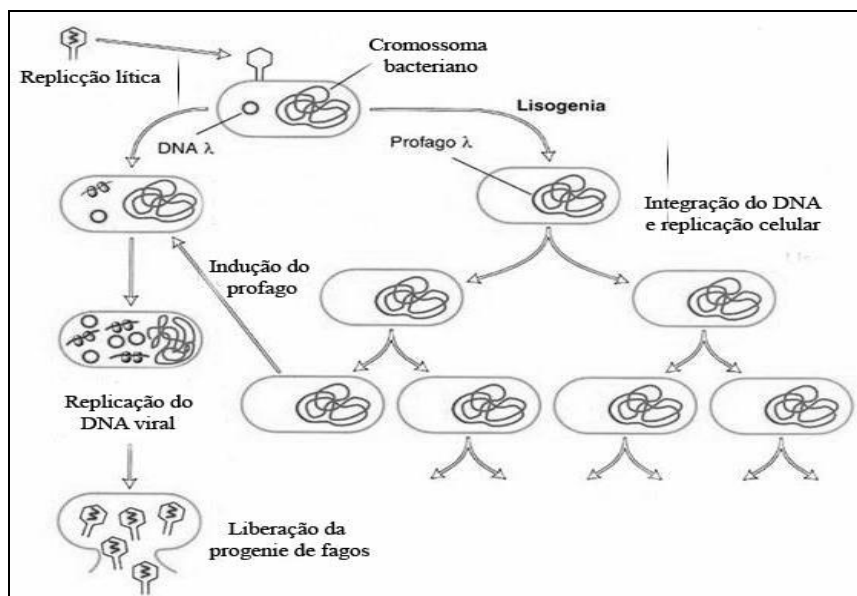 Replicção lítica
Cromossoma
bacteriano
DNA λ
Lisogenia
Profago λ
Integração do DNA
e replicação celular
Indução do
profago
Replicação do
DNA viral
Liberação da
progenie de fagos